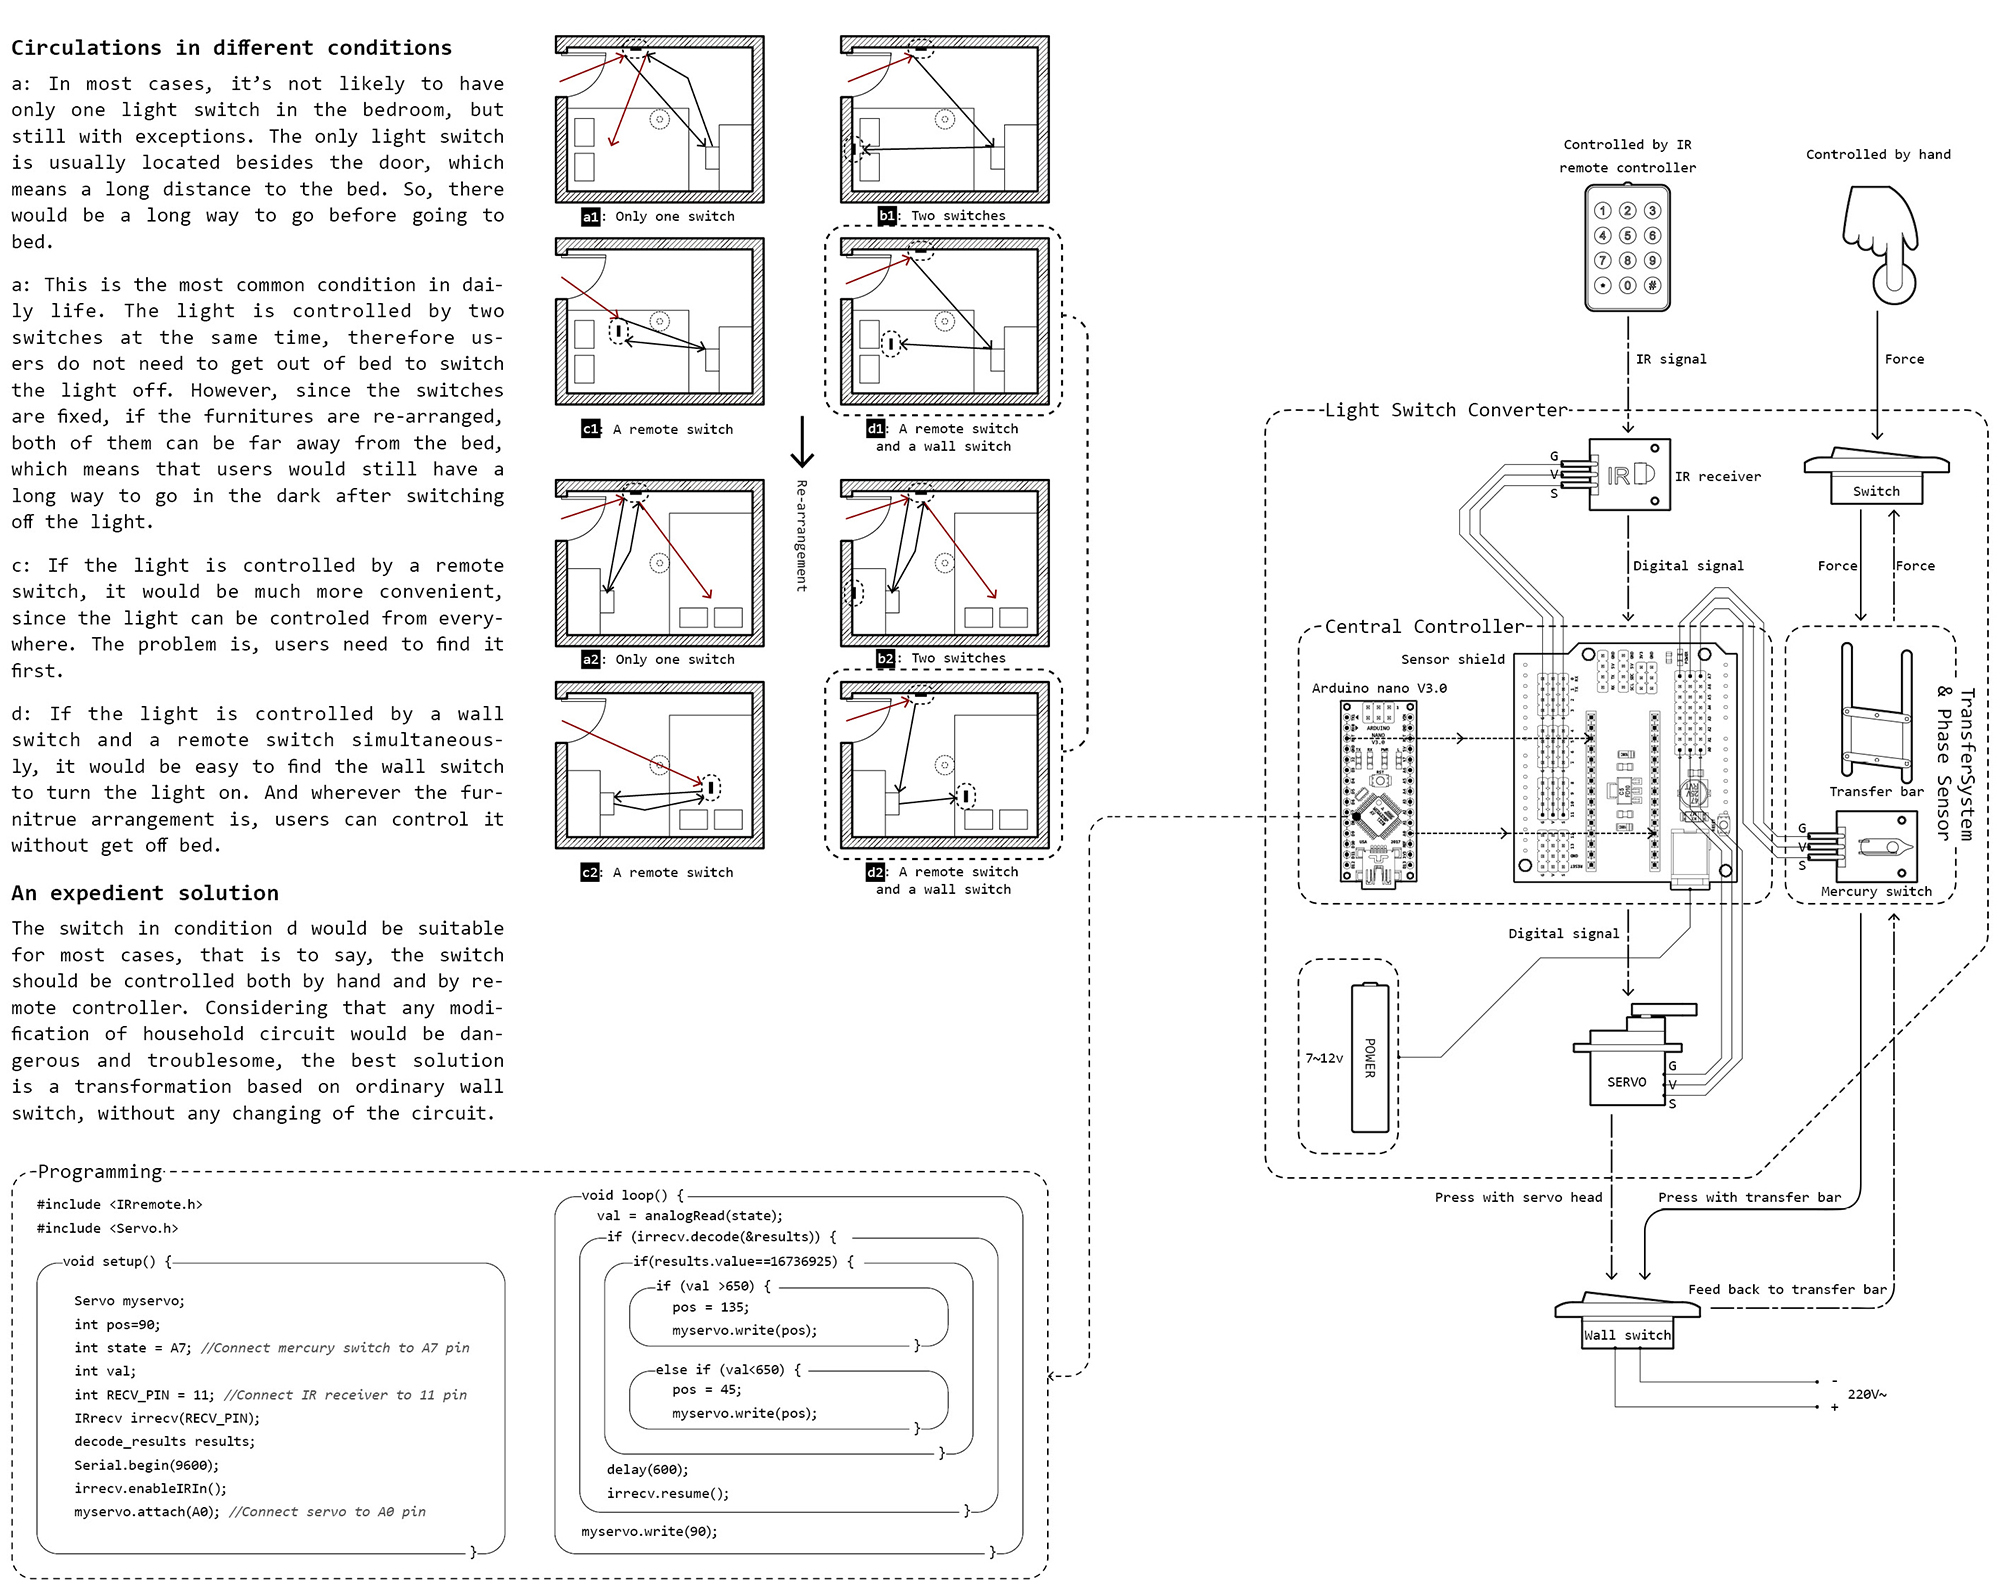 Circulations in different conditions
a: In most cases, it's not likely to have
only one light switch in the bedroom, but
still with exceptions. The only light switch
is usually located besides the door, which
means a long distance to the bed. So, there
would be a long way to go before going to
bed.
a: This is the most common condition in dai-
ly life. The light is controlled by two
switches at the same time, therefore us-
ers do not need to get out of bed to switch
the light off. However, since the switches
are fixed, if the furnitures are re-arranged,
both of them can be far away from the bed,
which means that users would still have a
long way to go in the dark after switching
off the light.
c: If the light is controlled by a remote
switch, it would be much more convenient,
since the light can be controled from every-
where. The problem is, users need to find it
first.
d: If the light is controlled by a wall
switch and a remote switch simultaneous-
ly, it would be easy to find the wall switch
to turn the light on. And wherever the fur-
nitrue arrangement is, users can control it
without get off bed.
An expedient solution
The switch in condition d would be suitable
for most cases, that is to say, the switch
should be controlled both by hand and by re-
mote controller. Considering that any modi-
fication of household circuit would be dan-
gerous and troublesome, the best solution
is a transformation based on ordinary wall
switch, without any changing of the circuit.
a1: Only one switch
b1: Two switches
c1: A remote switch
d1: A remote switch
and a wall switch
Re-arrangement
a2: Only one switch
b2: Two switches
c2: A remote switch
d2: A remote switch
and a wall switch
Programming
#include <IRremote.h>
#include <Servo.h>
void setup() {
Servo myservo;
int pos=90;
int state = A7; //Connect mercury switch to A7 pin
int val;
int RECV_PIN = 11; //Connect IR receiver to 11 pin
IRrecv irrecv(RECV_PIN);
decode_results results;
Serial.begin(9600);
irrecv.enableIRIn();
myservo.attach(A0); //Connect servo to A0 pin
}
void loop() {
val = analogRead(state);
if (irrecv.decode(&results)) {
if(results.value==16736925) {
if (val >650) {
pos = 135;
myservo.write(pos);
}
else if (val<650) {
pos = 45;
myservo.write(pos);
}
}
delay(600);
irrecv.resume();
}
myservo.write(90);
}
Controlled by IR
remote controller
1 2 3
4 5 6
7 8 9
• 0 #
Controlled by hand
IR signal
Force
Light Switch Converter
G
V
S
IR
IR receiver
Switch
Digital signal
Force
Force
Central Controller
Sensor shield
Arduino nano V3.0
ARDUINO
NANO
V3.0
USA
2017
TransferSystem
& Phase Sensor
Transfer bar
G
V
S
Mercury switch
Digital signal
7~12v
POWER
SERVO
G
V
S
Press with servo head
Press with transfer bar
Feed back to transfer bar
Wall switch
-
220V~
+